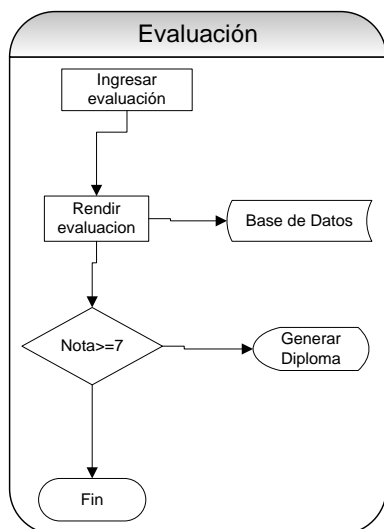 Evaluación
Ingresar
evaluación
Rendir
evaluacion
Base de Datos
Nota>=7
Generar
Diploma
Fin